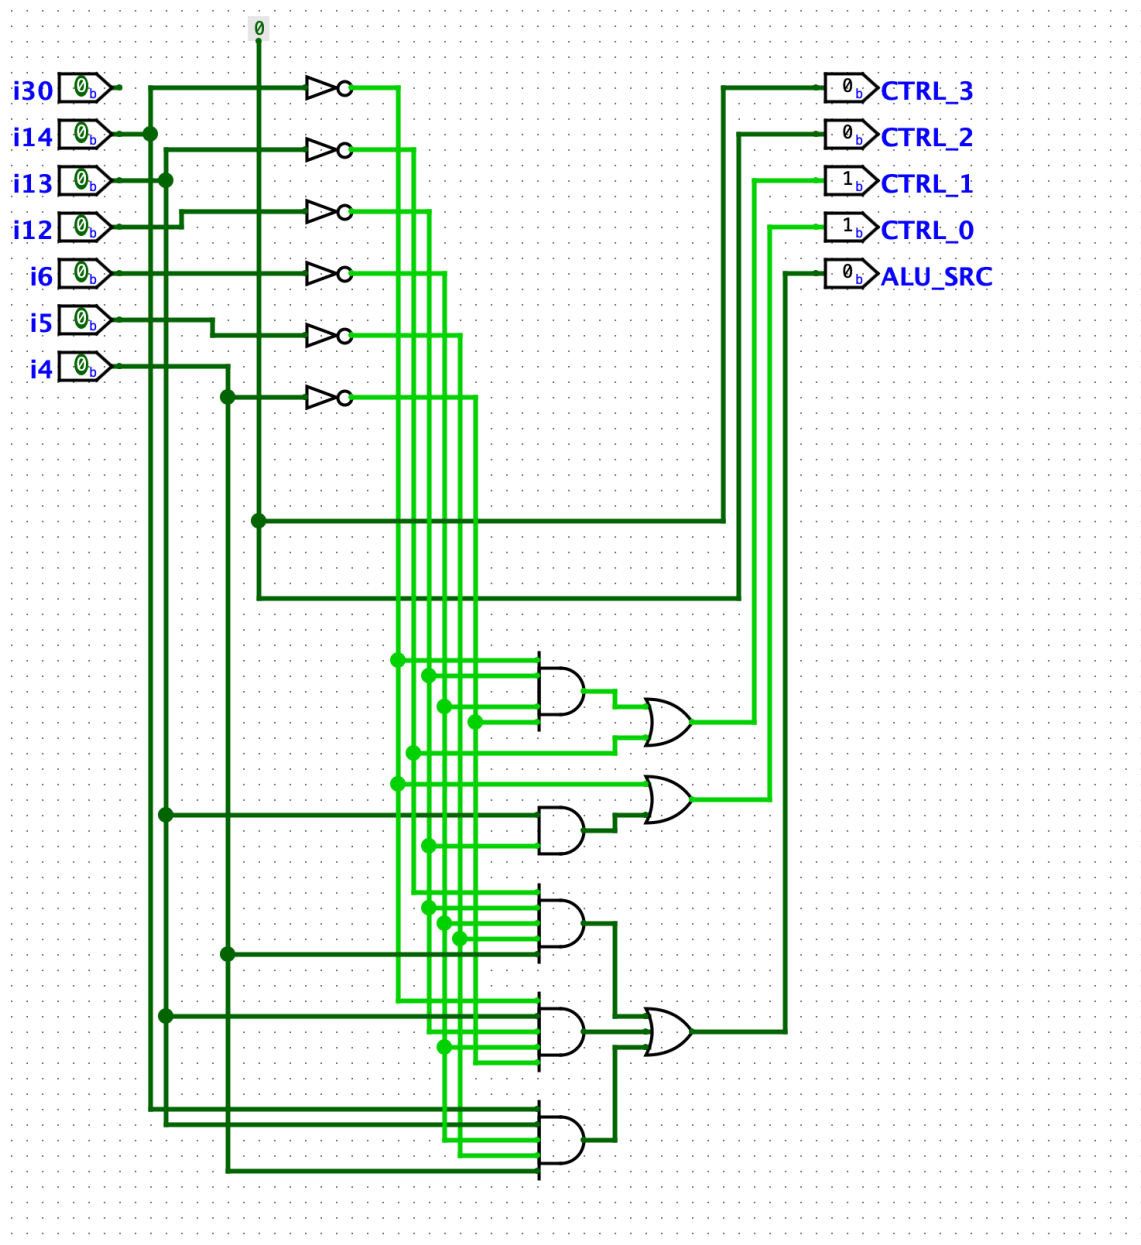 0
i30 0b
i14 0b
i13 0b
i12 0b
i6 0b
i5 0b
i4 0b
0b CTRL_3
0b CTRL_2
1b CTRL_1
1b CTRL_0
0b ALU_SRC